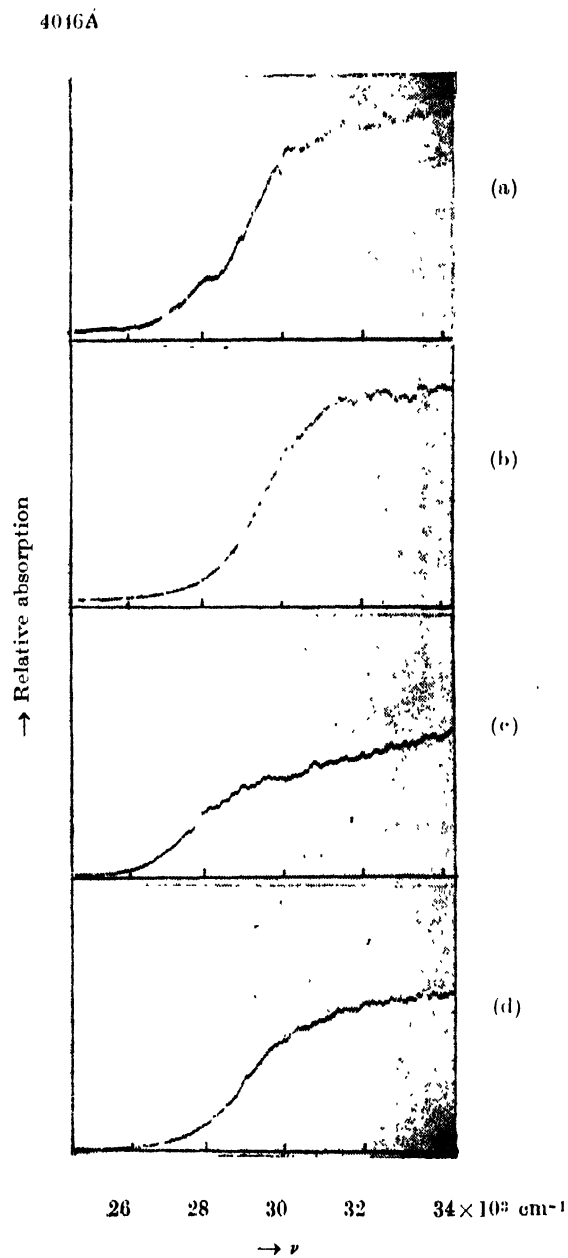 4016Å
(a)
(b)
→ Relative absorption
(c)
(d)
26 28 30 32 34 × 10³ cm⁻¹
→ ν